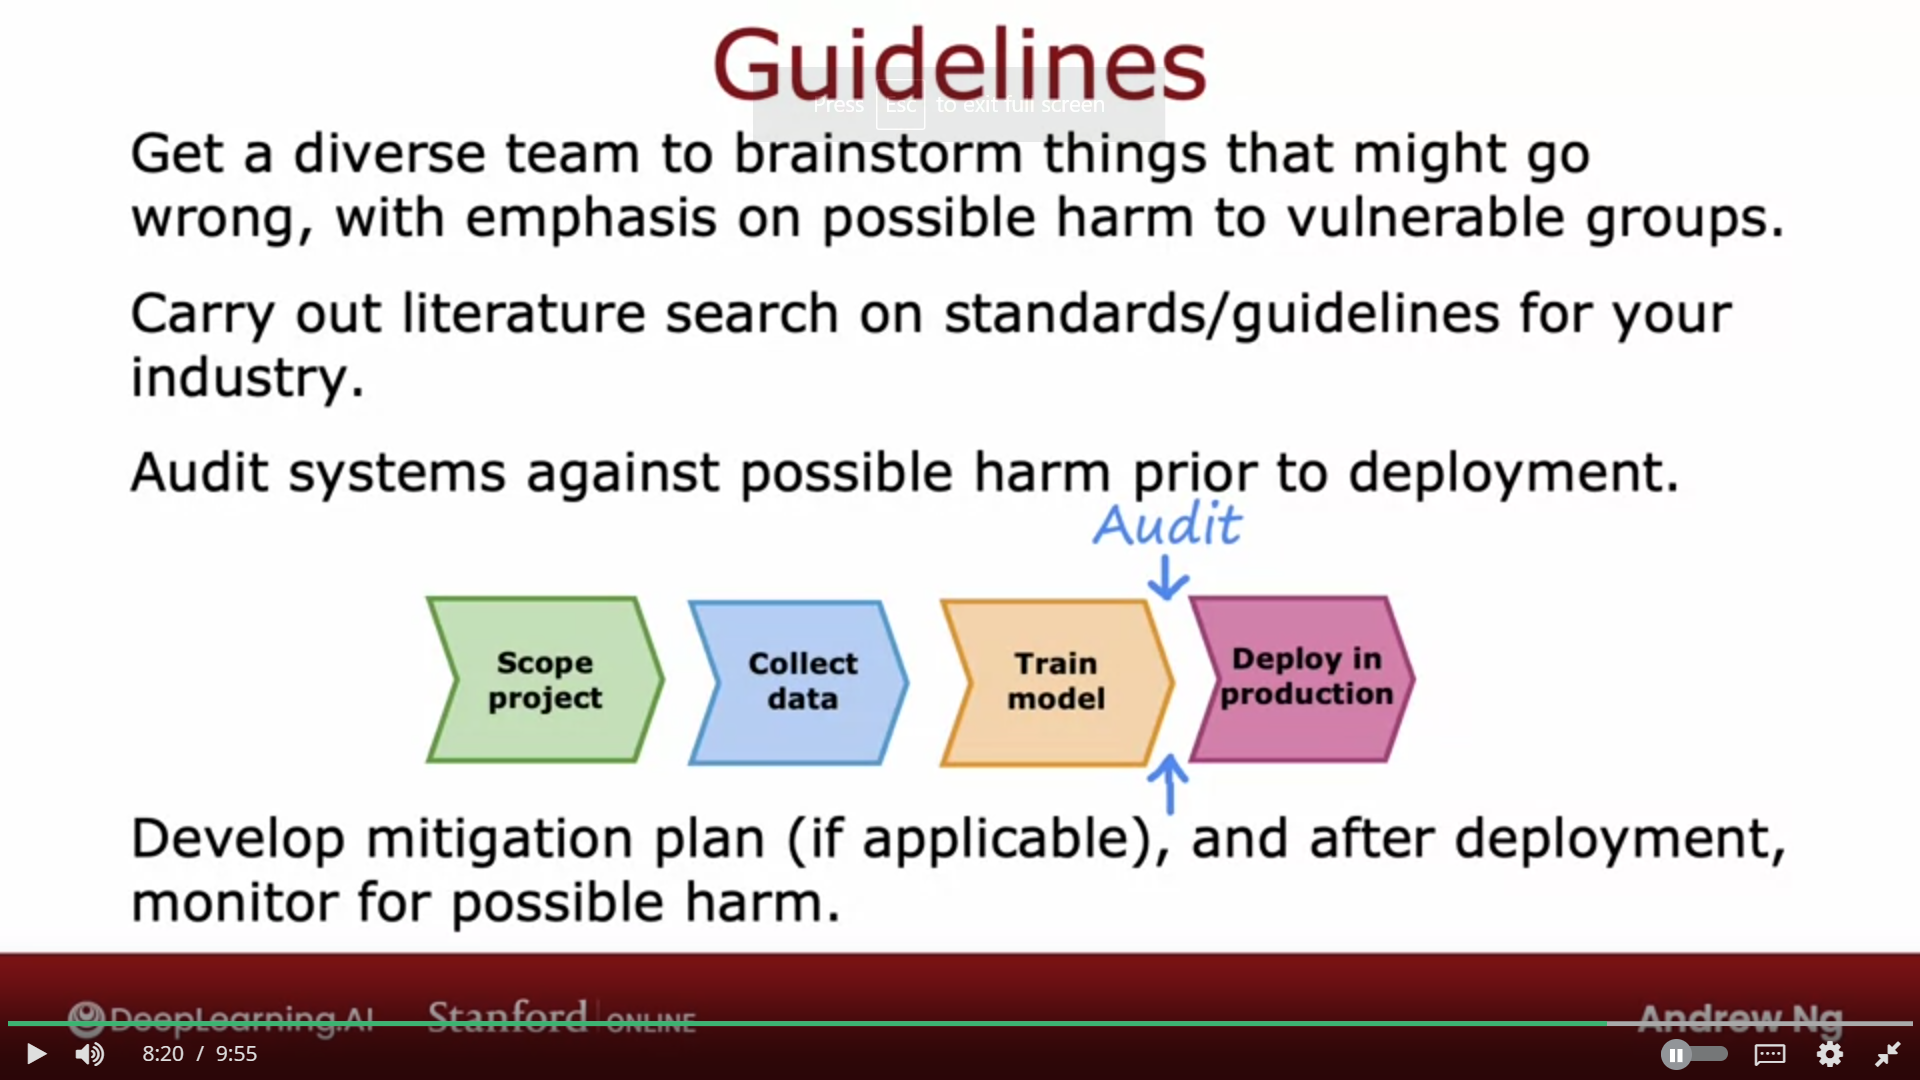 Guidelines
Press Esc to exit full screen
Get a diverse team to brainstorm things that might go
wrong, with emphasis on possible harm to vulnerable groups.
Carry out literature search on standards/guidelines for your
industry.
Audit systems against possible harm prior to deployment.
Audit
Scope
project
Collect
data
Train
model
Deploy in
production
Develop mitigation plan (if applicable), and after deployment,
monitor for possible harm.
DeepLearning.AI
Stanford ONLINE
Andrew Ng
8:20 / 9:55